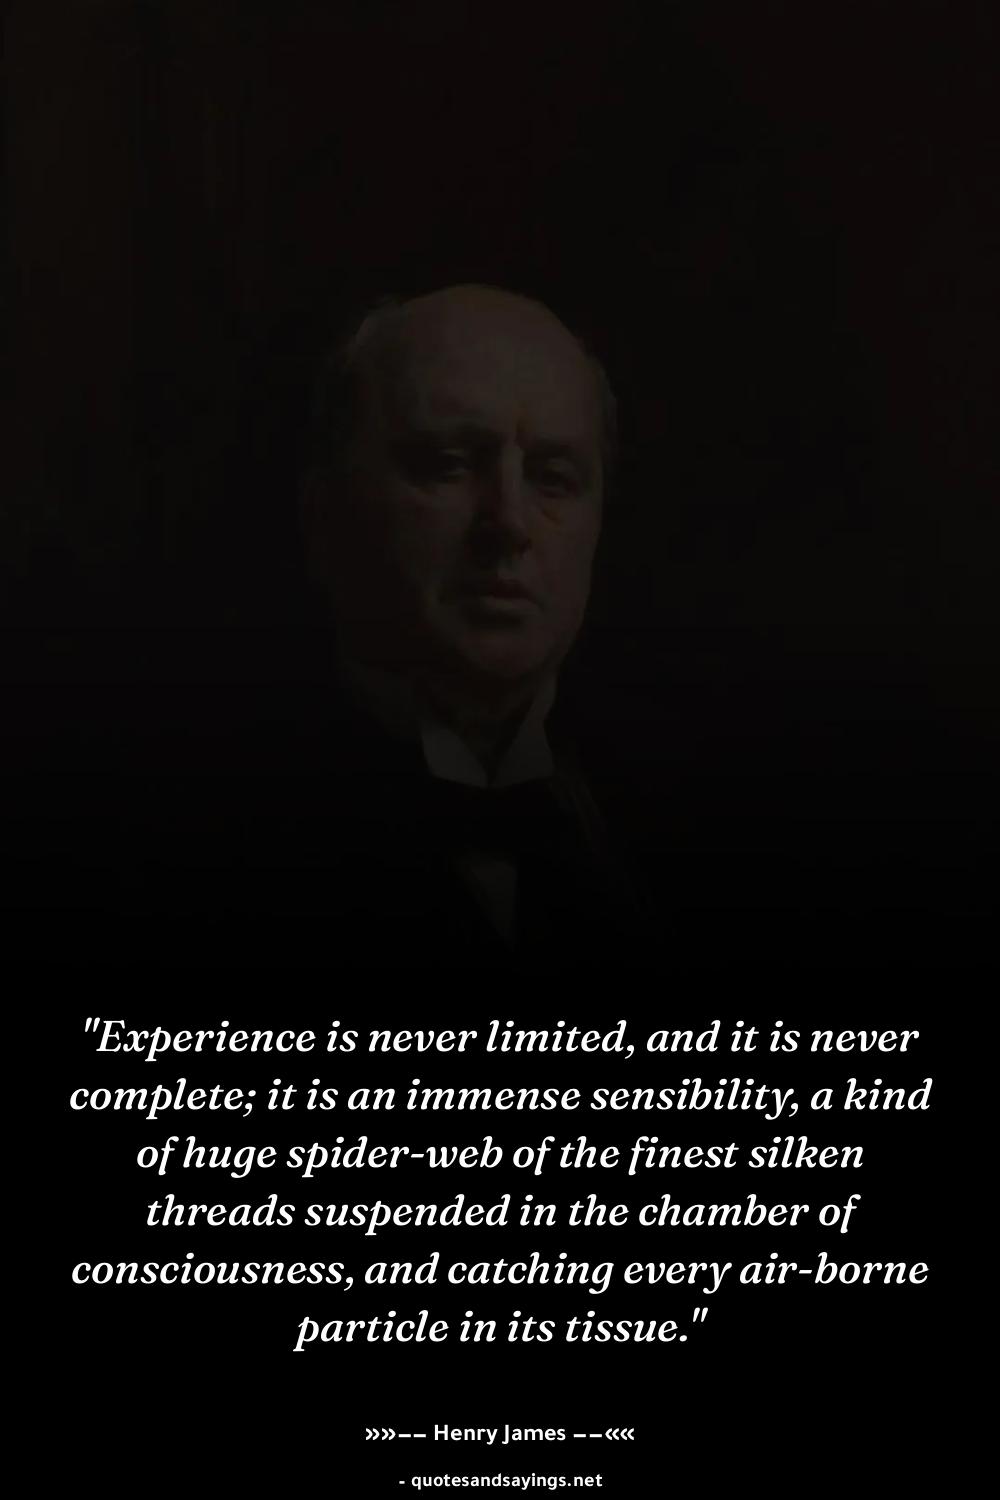 "Experience is never limited, and it is never
complete; it is an immense sensibility, a kind
of huge spider-web of the finest silken
threads suspended in the chamber of
consciousness, and catching every air-borne
particle in its tissue."
»»–– Henry James ––««
- quotesandsayings.net